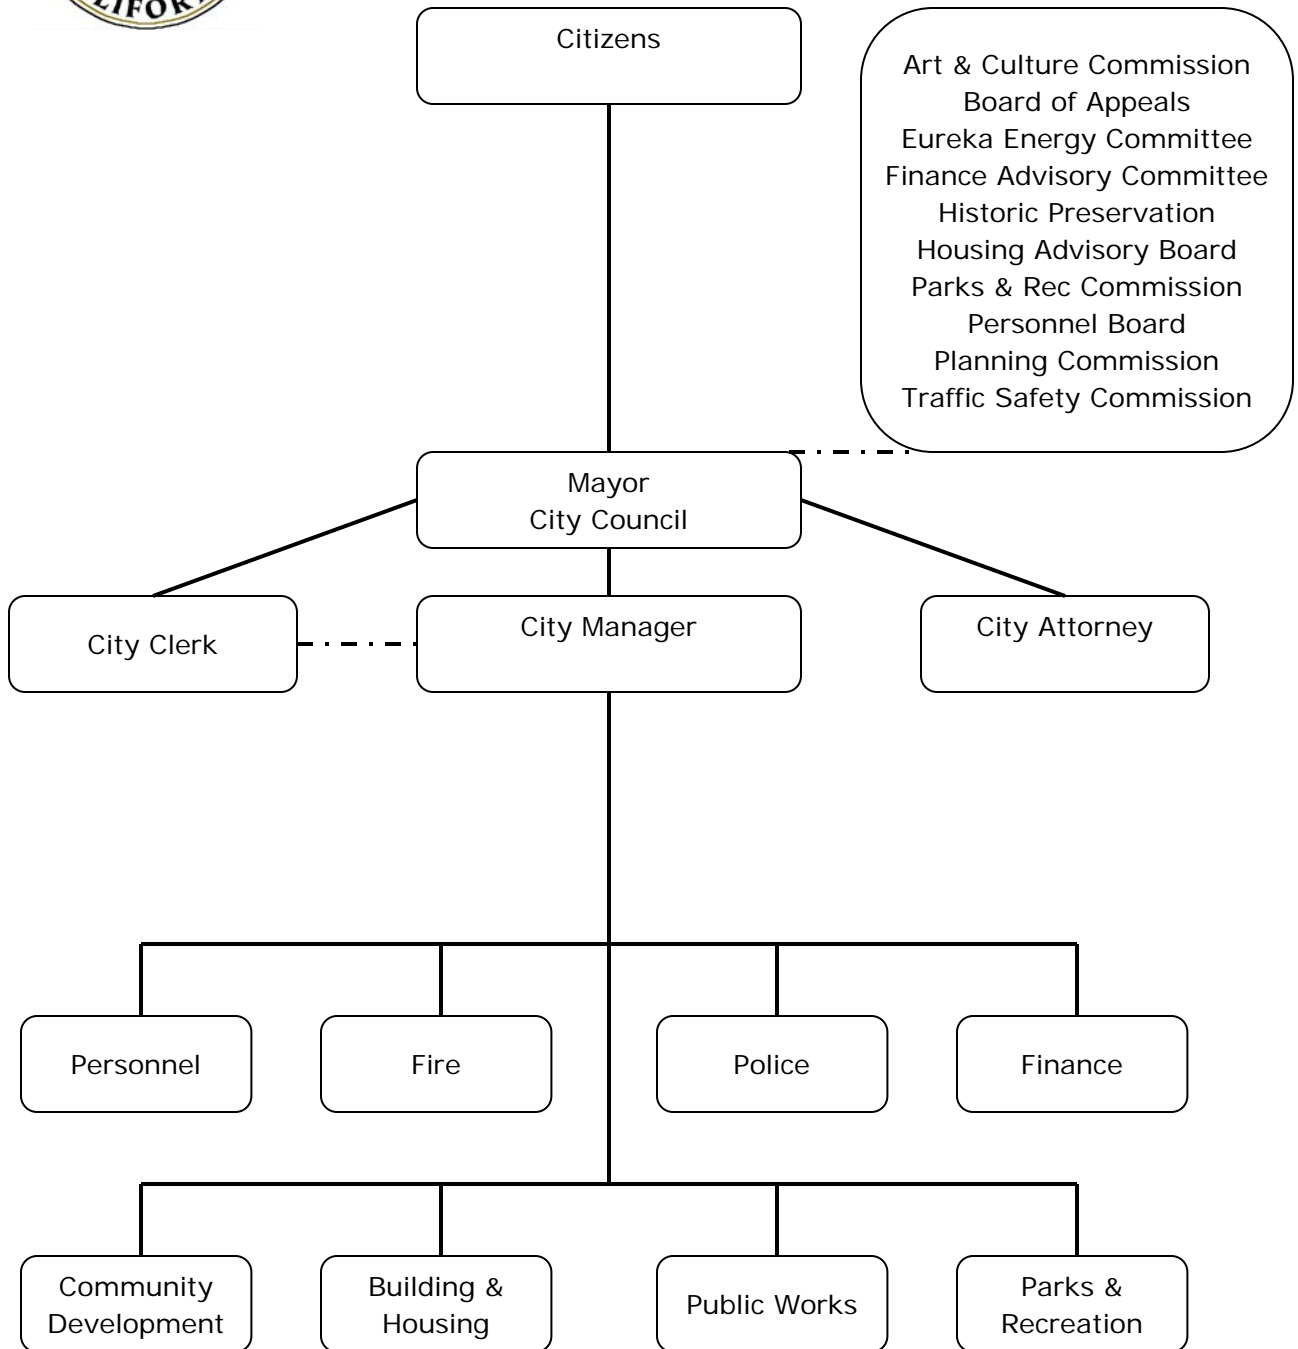 Citizens
Art & Culture Commission
Board of Appeals
Eureka Energy Committee
Finance Advisory Committee
Historic Preservation
Housing Advisory Board
Parks & Rec Commission
Personnel Board
Planning Commission
Traffic Safety Commission
Mayor
City Council
City Clerk
City Manager
City Attorney
Personnel
Fire
Police
Finance
Community
Development
Building &
Housing
Public Works
Parks &
Recreation